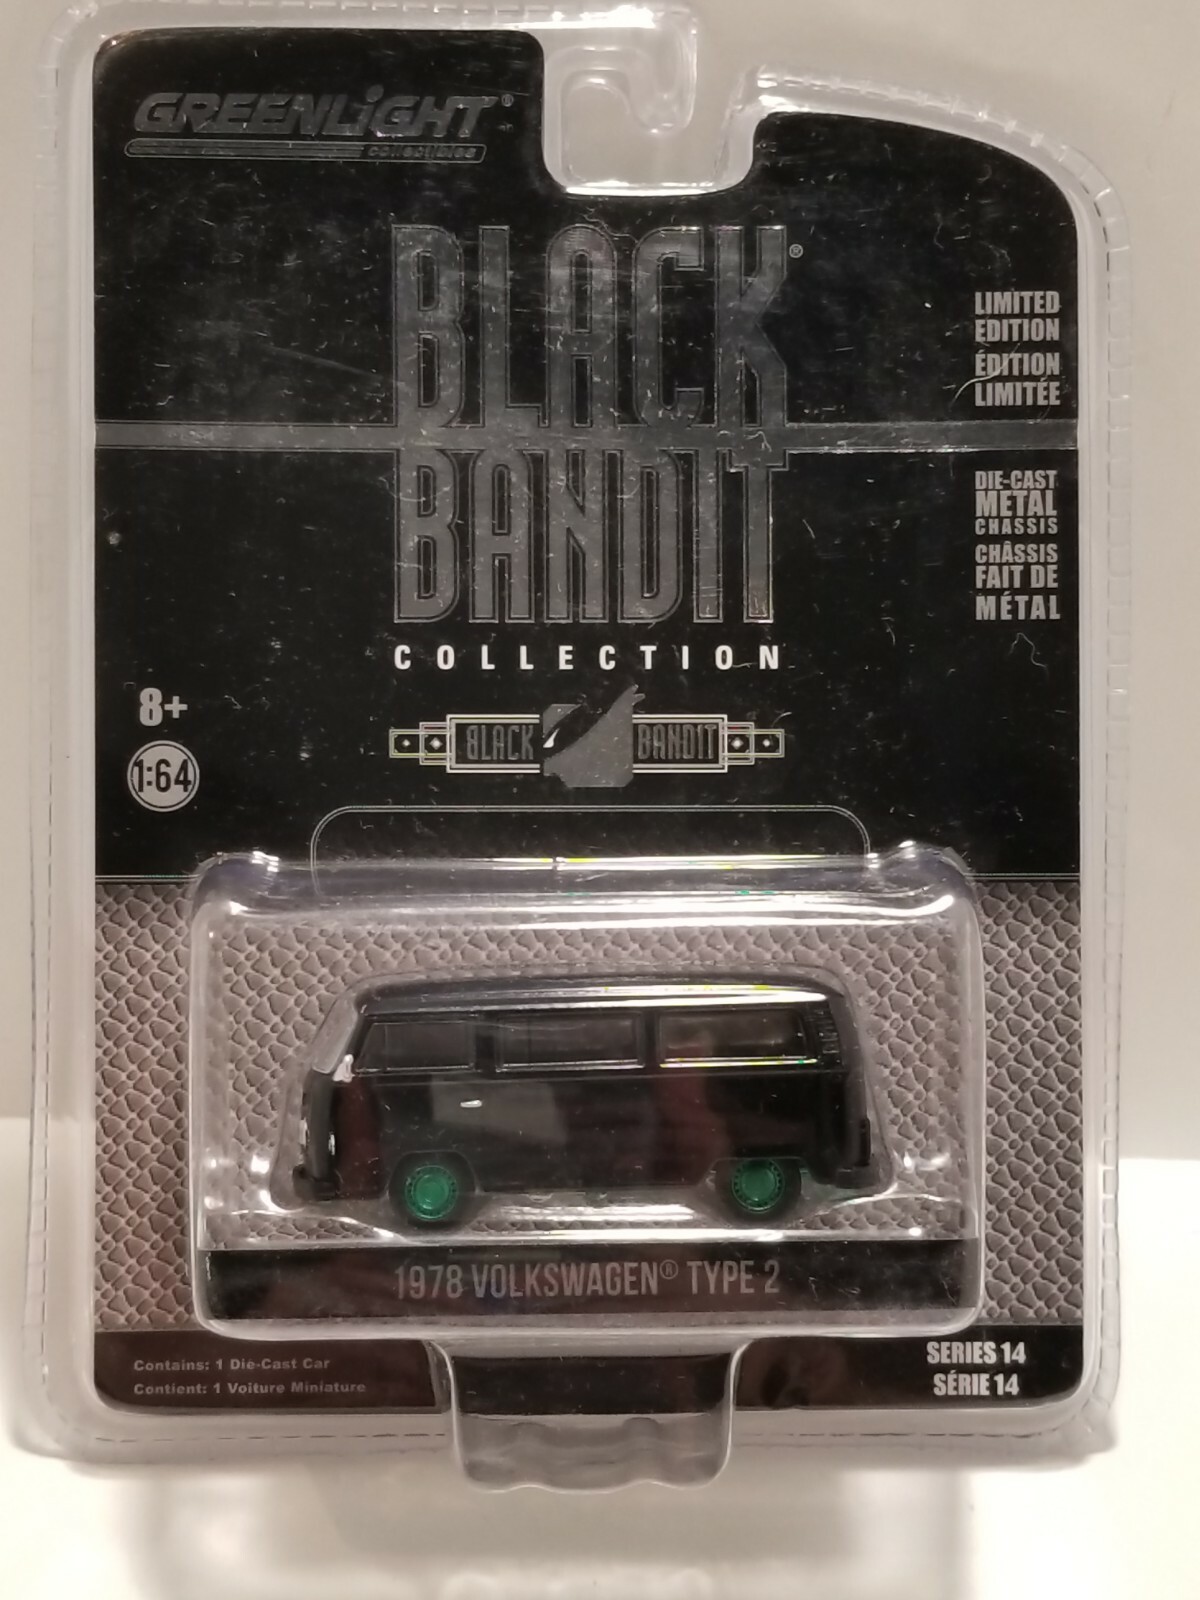 GREENLiGHT®
collectibles
BLACK®
BANDIT
COLLECTION
BLACK BANDIT
LIMITED
EDITION
ÉDITION
LIMITÉE
DIE-CAST
METAL
CHASSIS
CHÂSSIS
FAIT DE
MÉTAL
8+
1:64
1978 VOLKSWAGEN® TYPE 2
Contains: 1 Die-Cast Car
Contient: 1 Voiture Miniature
SERIES 14
SÉRIE 14